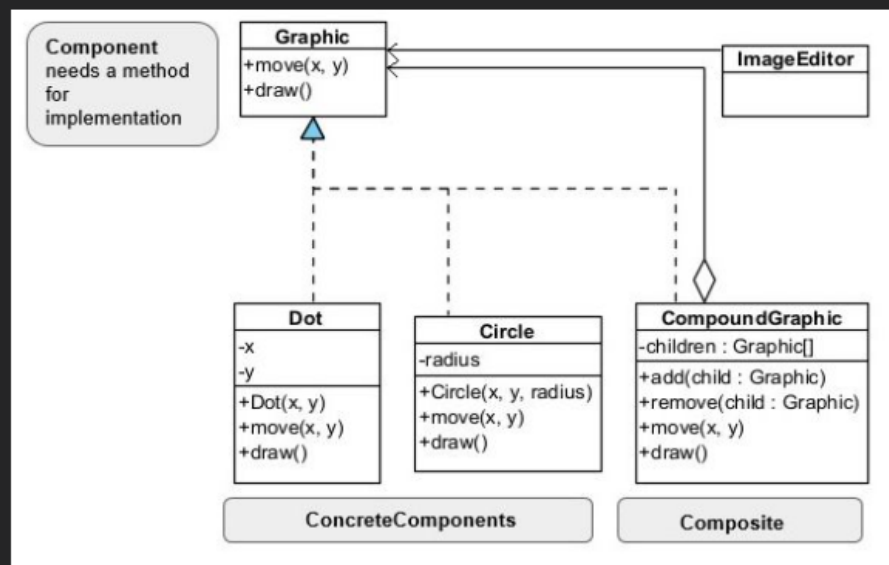 Component
needs a method
for
implementation
Graphic
+move(x, y)
+draw()
ImageEditor
Dot
-x
-y
+Dot(x, y)
+move(x, y)
+draw()
Circle
-radius
+Circle(x, y, radius)
+move(x, y)
+draw()
CompoundGraphic
-children : Graphic[]
+add(child : Graphic)
+remove(child : Graphic)
+move(x, y)
+draw()
ConcreteComponents
Composite